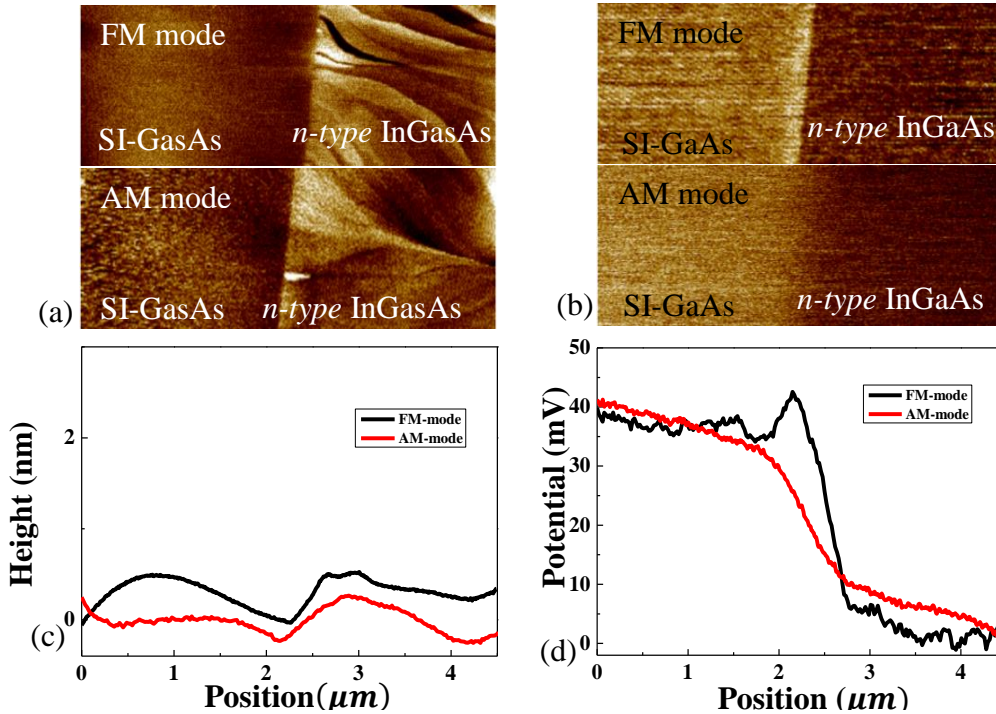 FM mode
SI-GasAs
n-type InGasAs
AM mode
SI-GasAs
n-type InGasAs
(a)
FM mode
SI-GaAs
n-type InGaAs
AM mode
SI-GaAs
n-type InGaAs
(b)
Height (nm)
2
0
FM-mode
AM-mode
(c)
0 1 2 3 4
Position(μm)
Potential (mV)
50
40
30
20
10
0
FM-mode
AM-mode
(d)
0 1 2 3 4
Position (μm)